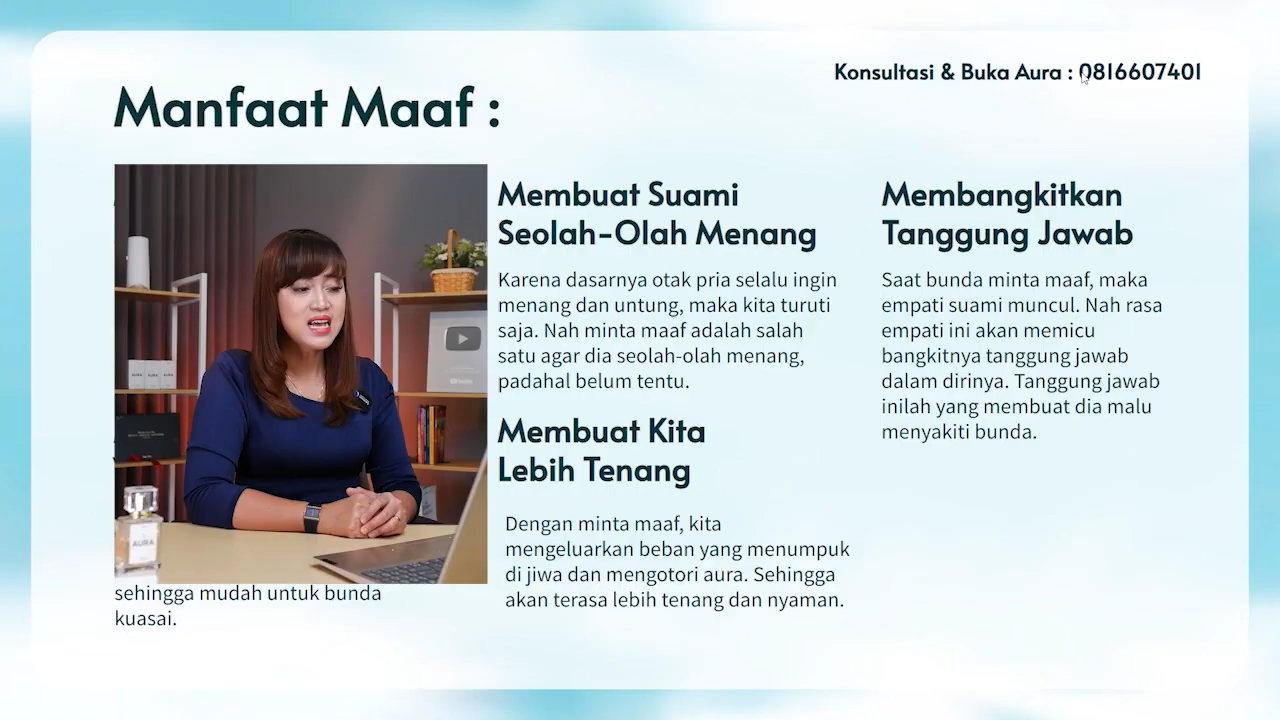 Konsultasi & Buka Aura : 0816607401
Manfaat Maaf :
Membuat Suami
Seolah-Olah Menang
Karena dasarnya otak pria selalu ingin
menang dan untung, maka kita turuti
saja. Nah minta maaf adalah salah
satu agar dia seolah-olah menang,
padahal belum tentu.
Membuat Kita
Lebih Tenang
Dengan minta maaf, kita
mengeluarkan beban yang menumpuk
di jiwa dan mengotori aura. Sehingga
akan terasa lebih tenang dan nyaman.
Membangkitkan
Tanggung Jawab
Saat bunda minta maaf, maka
empati suami muncul. Nah rasa
empati ini akan memicu
bangkitnya tanggung jawab
dalam dirinya. Tanggung jawab
inilah yang membuat dia malu
menyakiti bunda.
sehingga mudah untuk bunda
kuasai.
AURA